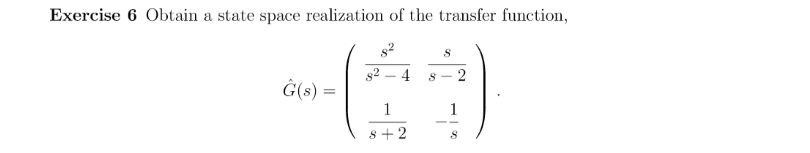 Exercise 6 Obtain a state space realization of the transfer function,
Ĝ(s) = ( s²/(s² − 4) s/(s − 2)
1/(s + 2) −1/s ) .